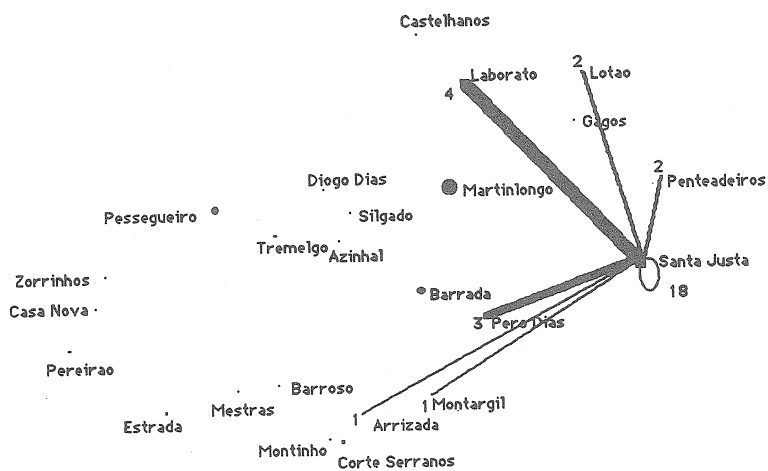 Castelhanos
2 Lotao
Laborato
4
Gagos
2
Penteadeiros
Diogo Dias
Martinlongo
Pessegueiro
Silgado
Tremelgo
Azinhal
Santa Justa
18
Zorrinhos
Barrada
Casa Nova
3 Pero Dias
Pereirao
Barroso
Mestras
1 Montargil
1
Arrizada
Estrada
Montinho
Corte Serranos